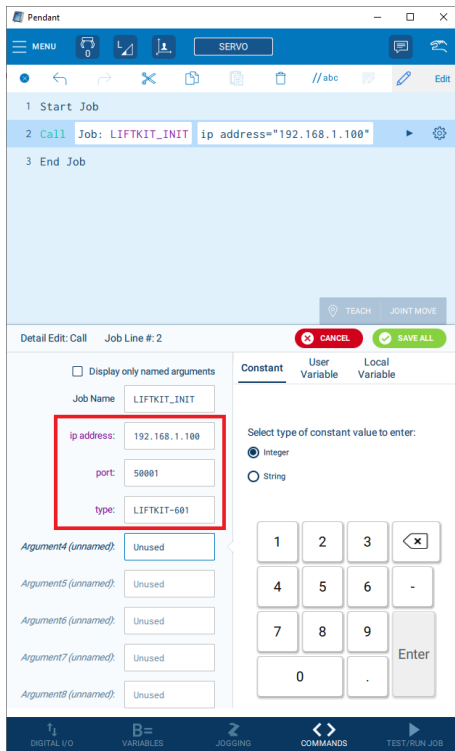 Pendant
MENU
0
SERVO
//abc
Edit
1 Start Job
2 Call Job: LIFTKIT_INIT ip address="192.168.1.100"
3 End Job
TEACH
JOINT MOVE
Detail Edit: Call Job Line #: 2
CANCEL
SAVE ALL
Display only named arguments
Job Name LIFTKIT_INIT
ip address: 192.168.1.100
port: 50001
type: LIFTKIT-601
Argument4 (unnamed): Unused
Argument5 (unnamed): Unused
Argument6 (unnamed): Unused
Argument7 (unnamed): Unused
Argument8 (unnamed): Unused
Constant
User
Variable
Local
Variable
Select type of constant value to enter:
Integer
String
1 2 3
4 5 6 -
7 8 9
Enter
0 .
DIGITAL I/O
B=
VARIABLES
JOGGING
COMMANDS
TEST/RUN JOB